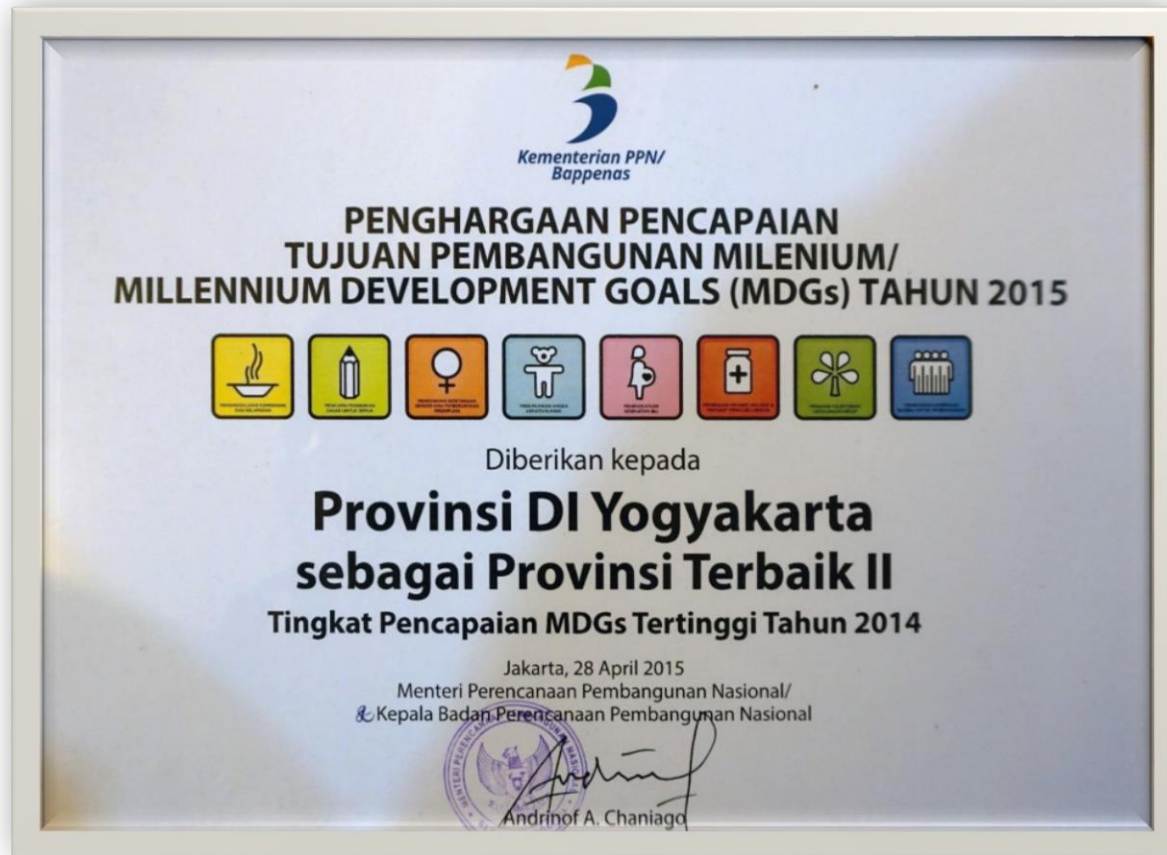 Kementerian PPN/
Bappenas
PENGHARGAAN PENCAPAIAN
TUJUAN PEMBANGUNAN MILENIUM/
MILLENNIUM DEVELOPMENT GOALS (MDGs) TAHUN 2015
Diberikan kepada
Provinsi DI Yogyakarta
sebagai Provinsi Terbaik II
Tingkat Pencapaian MDGs Tertinggi Tahun 2014
Jakarta, 28 April 2015
Menteri Perencanaan Pembangunan Nasional/
Kepala Badan Perencanaan Pembangunan Nasional
Andrinof A. Chaniago